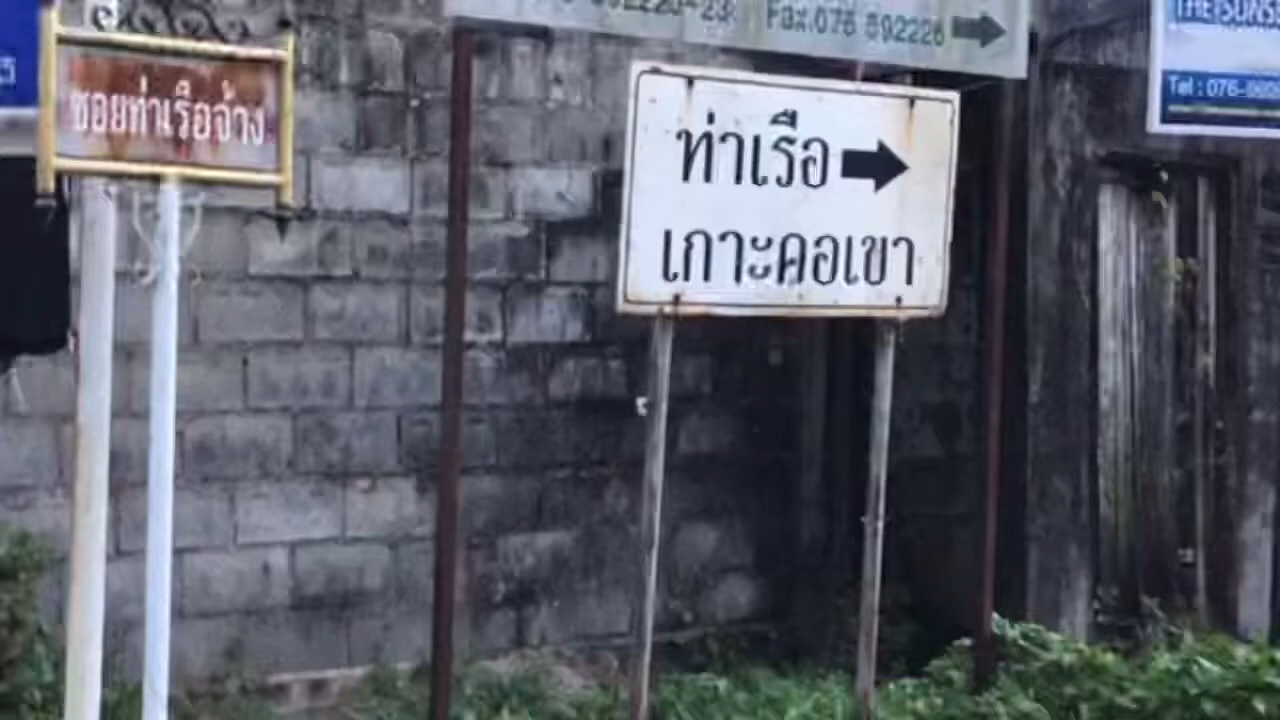 ซอยท่าเรือจ้าง
Fax.076 592226
ท่าเรือ
เกาะคอเขา
Tel : 076-